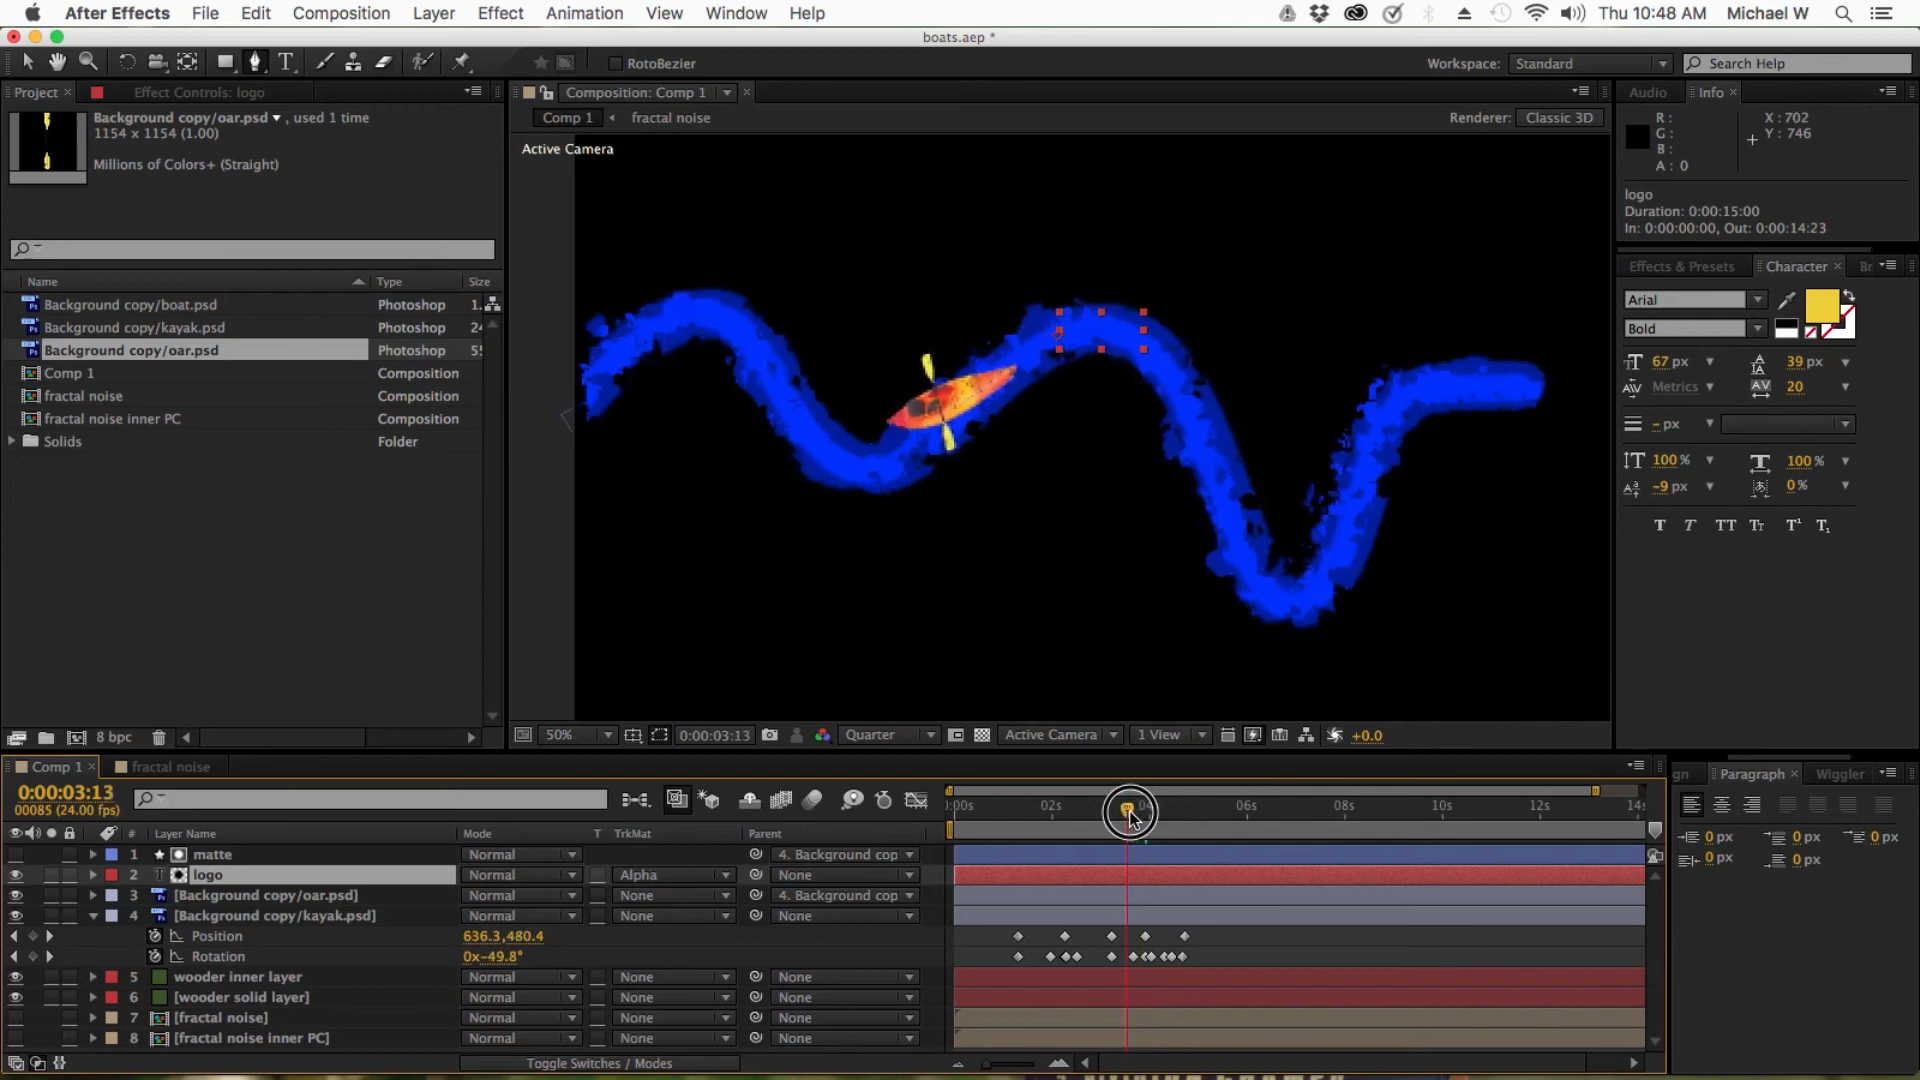 After Effects File Edit Composition Layer Effect Animation View Window Help Thu 10:48 AM Michael W
boats.aep *
T RotoBezier Workspace: Standard Search Help
Project × Effect Controls: logo Composition: Comp 1 × Audio Info ×
Background copy/oar.psd ▾ , used 1 time
1154 x 1154 (1.00)
Millions of Colors+ (Straight)
Comp 1 fractal noise Renderer: Classic 3D
Active Camera
R : X : 702
G : Y : 746
B :
A : 0
logo
Duration: 0:00:15:00
In: 0:00:00:00, Out: 0:00:14:23
Effects & Presets Character × Br
Arial
Bold
67 px 39 px
Metrics 20
- px
100 % 100 %
-9 px 0 %
T T TT Tт T¹ T₁
Name Type Size
Background copy/boat.psd Photoshop 1.
Background copy/kayak.psd Photoshop 24
Background copy/oar.psd Photoshop 55
Comp 1 Composition
fractal noise Composition
fractal noise inner PC Composition
Solids Folder
8 bpc
50% 0:00:03:13 Quarter Active Camera 1 View +0.0
Comp 1 × fractal noise
0:00:03:13
00085 (24.00 fps)
:00s 02s 04s 06s 08s 10s 12s 14s
# Layer Name Mode T TrkMat Parent
1 matte Normal 4. Background cop
2 T logo Normal Alpha None
3 [Background copy/oar.psd] Normal None 4. Background cop
4 [Background copy/kayak.psd] Normal None None
Position 636.3,480.4
Rotation 0x-49.8°
5 wooder inner layer Normal None None
6 [wooder solid layer] Normal None None
7 [fractal noise] Normal None None
8 [fractal noise inner PC] Normal None None
Toggle Switches / Modes
gn Paragraph × Wiggler
0 px 0 px 0 px
0 px 0 px